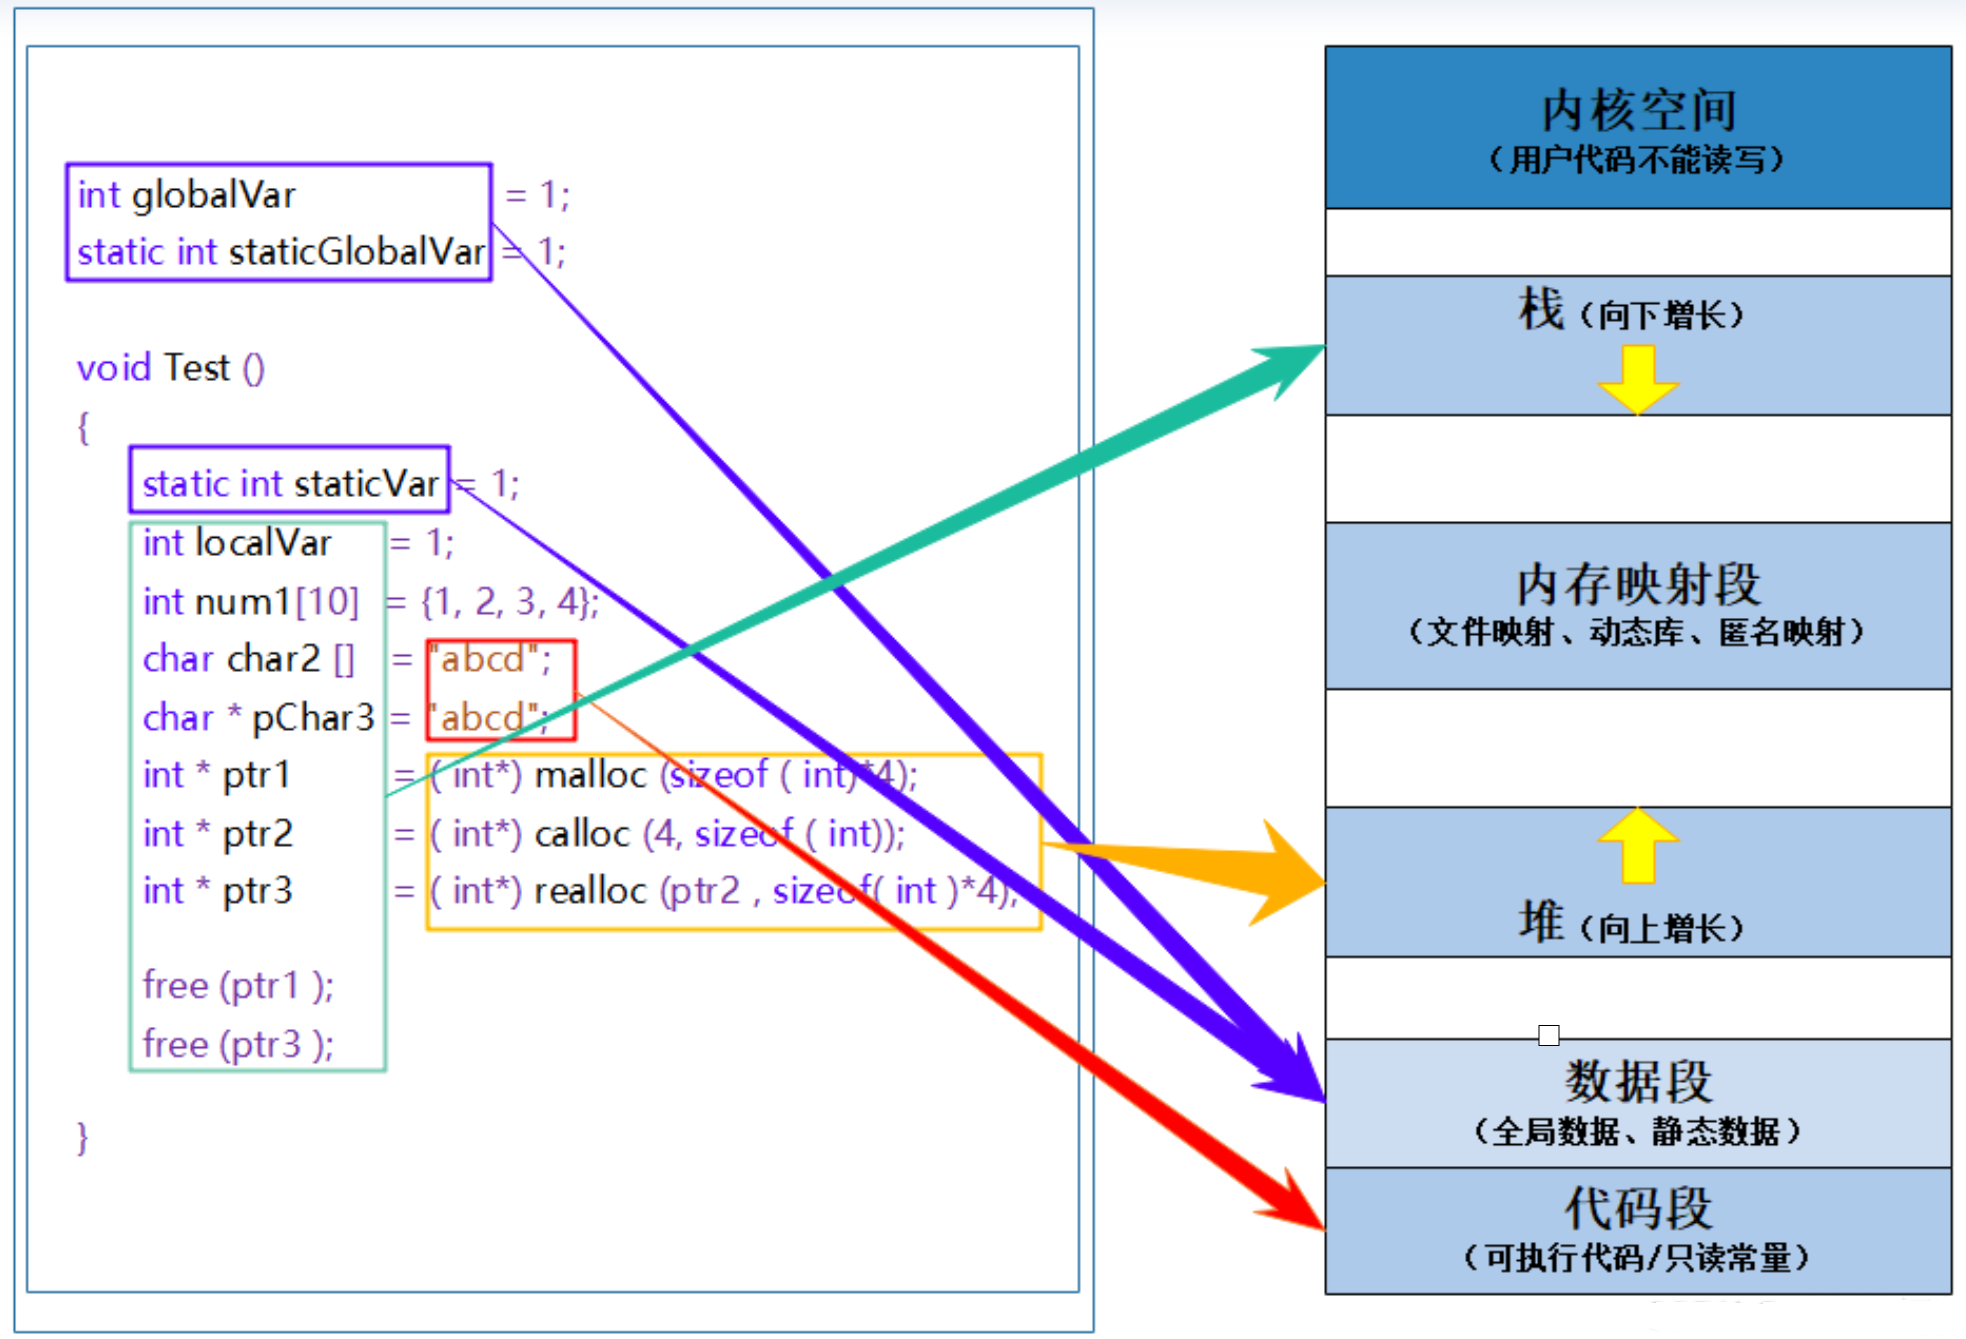 int globalVar = 1;
static int staticGlobalVar = 1;
void Test ()
{
static int staticVar = 1;
int localVar = 1;
int num1[10] = {1, 2, 3, 4};
char char2 [] = "abcd";
char * pChar3 = "abcd";
int * ptr1 = ( int*) malloc (sizeof ( int)*4);
int * ptr2 = ( int*) calloc (4, sizeof ( int));
int * ptr3 = ( int*) realloc (ptr2 , sizeof( int )*4);
free (ptr1 );
free (ptr3 );
}
内核空间
（用户代码不能读写）
栈（向下增长）
内存映射段
（文件映射、动态库、匿名映射）
堆（向上增长）
数据段
（全局数据、静态数据）
代码段
（可执行代码/只读常量）